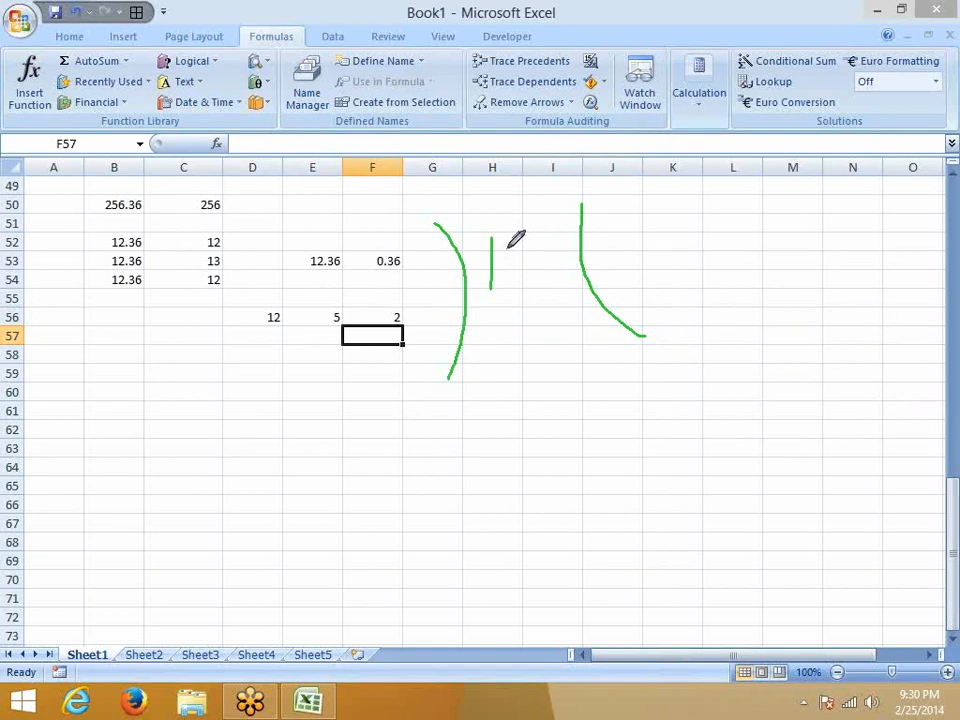 Book1 - Microsoft Excel
Home Insert Page Layout Formulas Data Review View Developer
AutoSum Logical Define Name Trace Precedents Conditional Sum Euro Formatting
fx Insert Function Recently Used Text Name Manager Use in Formula Trace Dependents Watch Window Calculation Lookup Off
Financial Date & Time Create from Selection Remove Arrows Euro Conversion
Function Library Defined Names Formula Auditing Solutions
F57 fx
A B C D E F G H I J K L M N O
49
50 256.36 256
51
52 12.36 12
53 12.36 13 12.36 0.36
54 12.36 12
55
56 12 5 2
57
58
59
60
61
62
63
64
65
66
67
68
69
70
71
72
73
Sheet1 Sheet2 Sheet3 Sheet4 Sheet5
Ready 100%
9:30 PM
2/25/2014